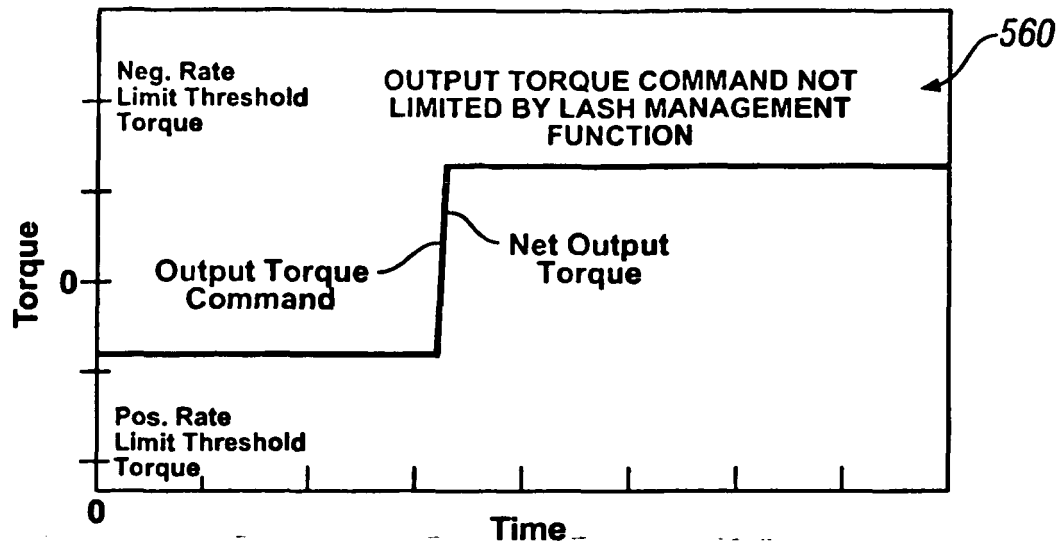 560
Neg. Rate
Limit Threshold
Torque
OUTPUT TORQUE COMMAND NOT
LIMITED BY LASH MANAGEMENT
FUNCTION
Torque
0
Output Torque
Command
Net Output
Torque
Pos. Rate
Limit Threshold
Torque
0
Time